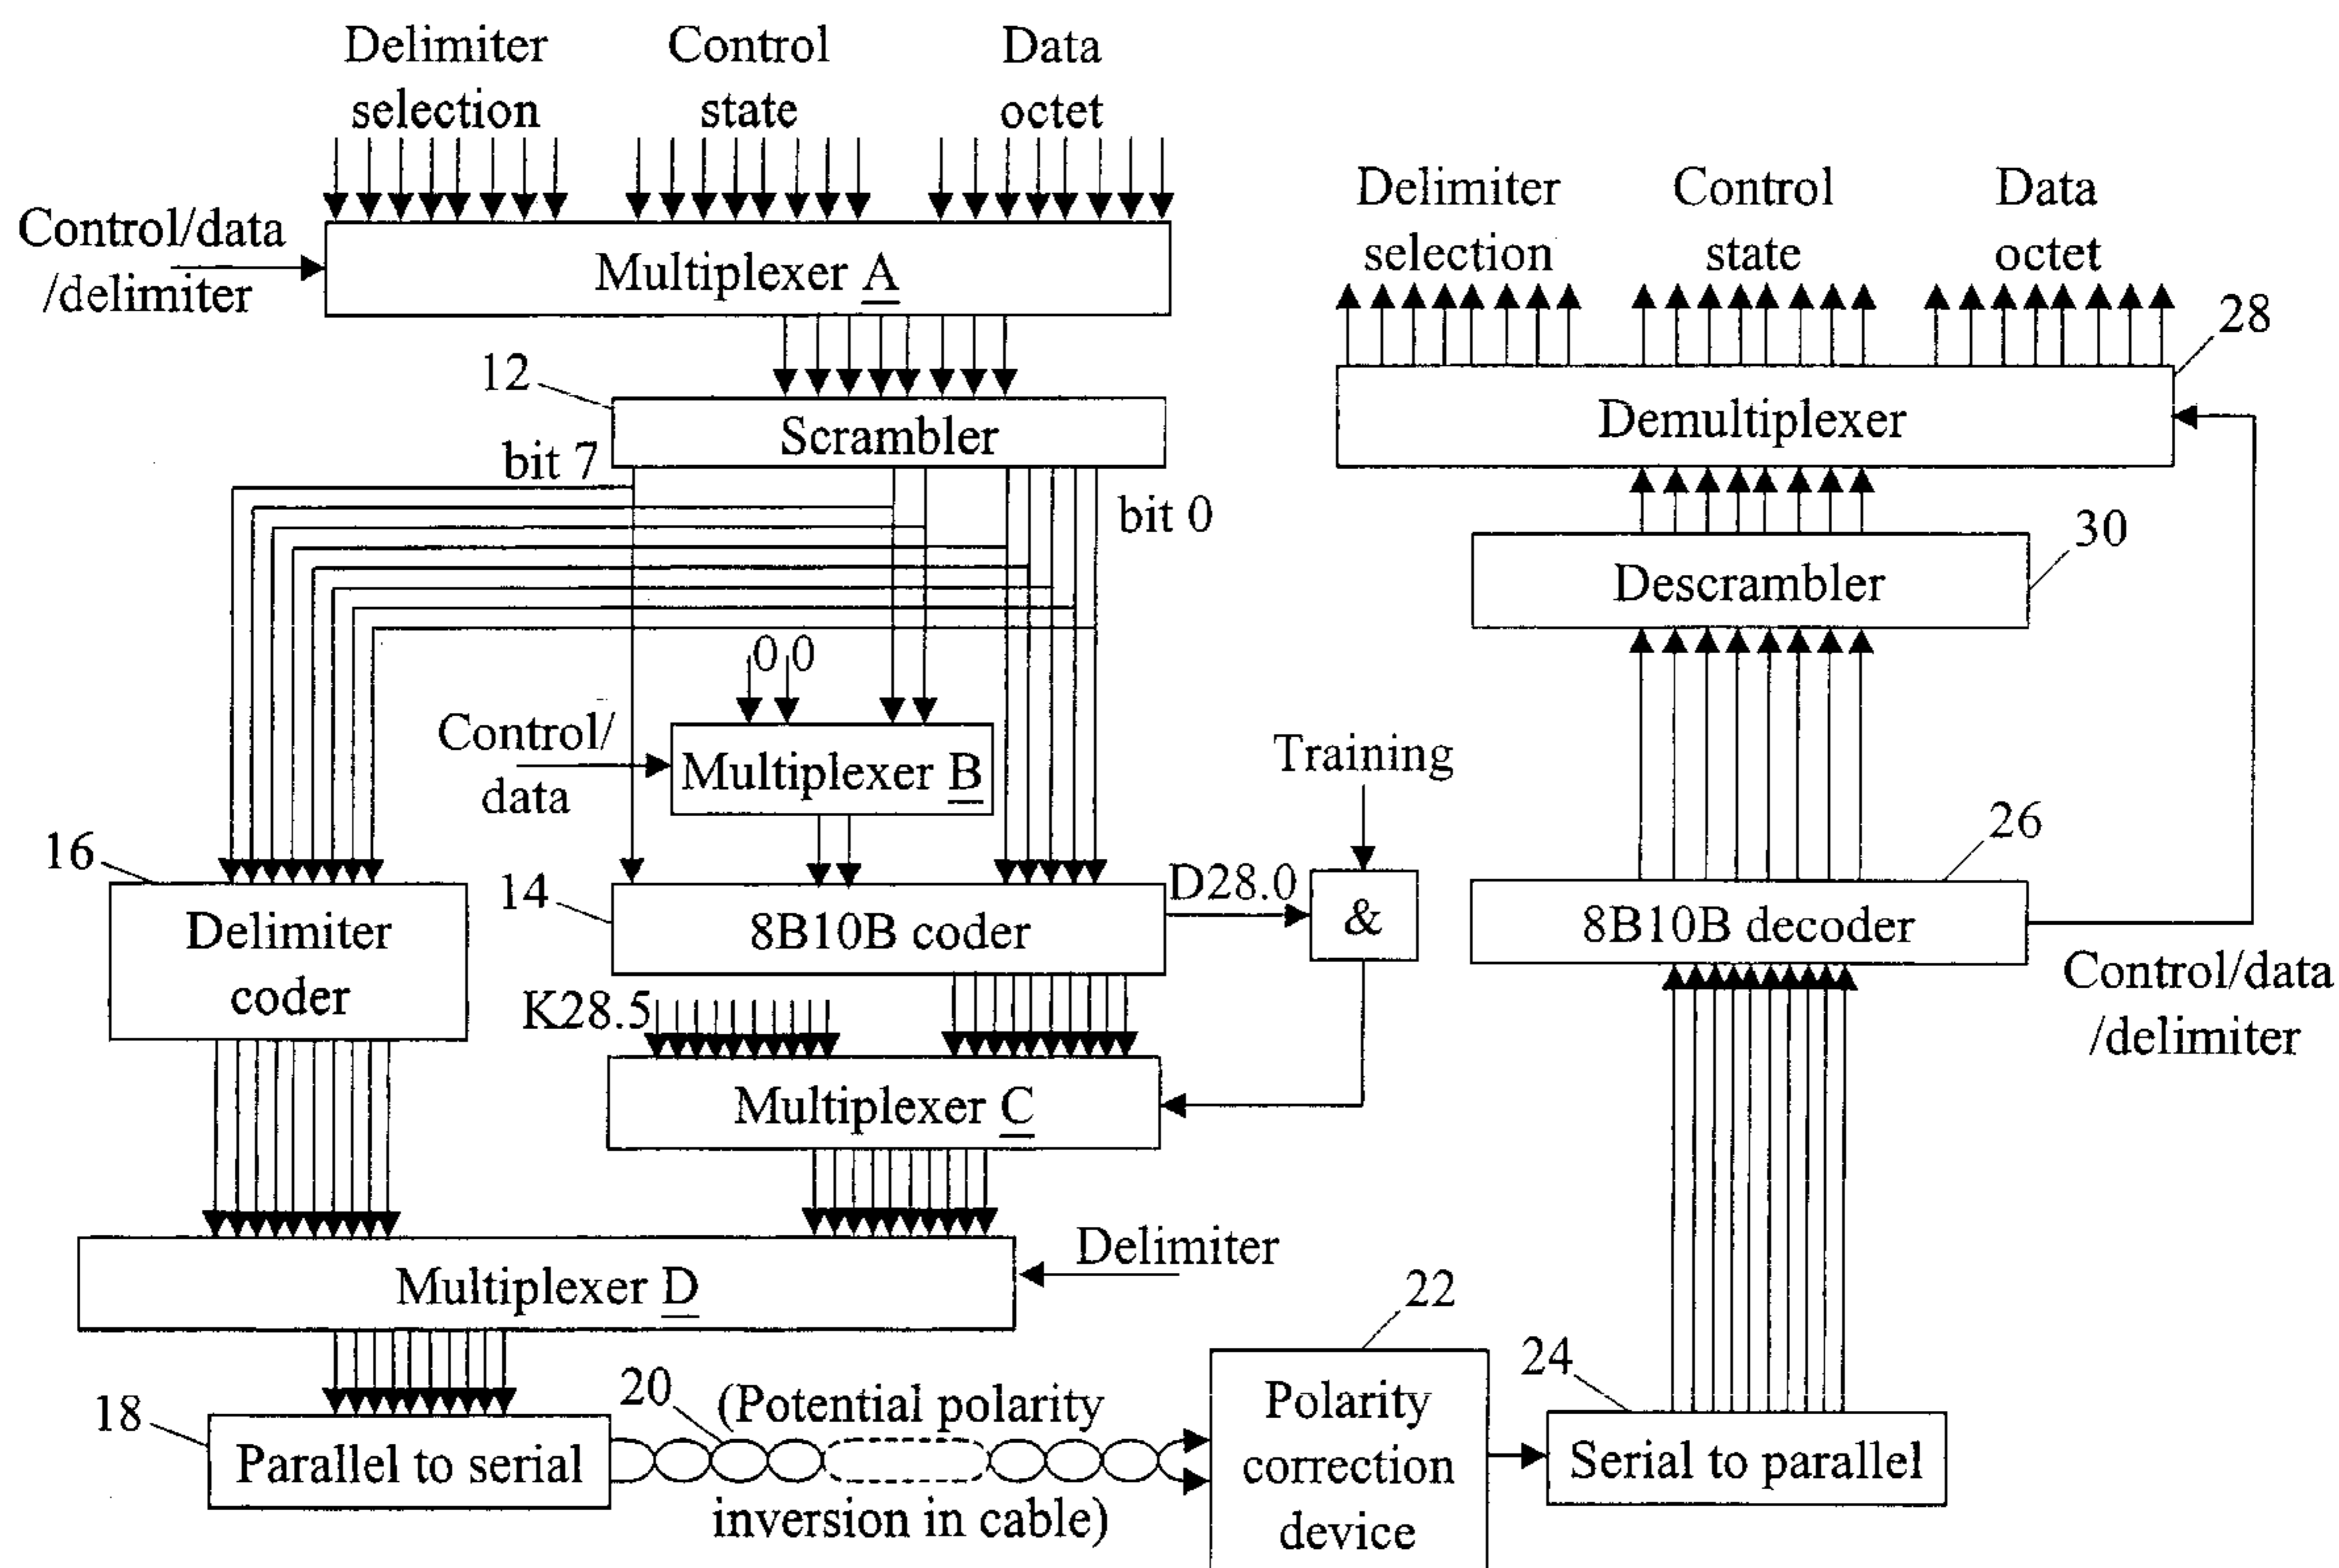 Delimiter
selection
Control
state
Data
octet
Control/data
/delimiter
Multiplexer A
12
Scrambler
bit 7
bit 0
0 0
Control/
data
Multiplexer B
16
Delimiter
coder
14
8B10B coder
D28.0
Training
&
K28.5
Multiplexer C
Multiplexer D
Delimiter
18
Parallel to serial
20
(Potential polarity
inversion in cable)
22
Polarity
correction
device
24
Serial to parallel
Delimiter
selection
Control
state
Data
octet
28
Demultiplexer
30
Descrambler
26
8B10B decoder
Control/data
/delimiter